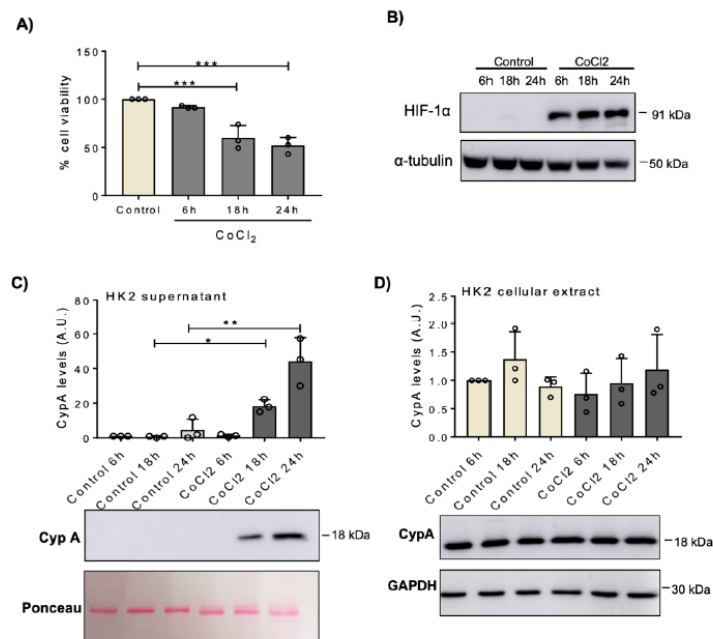 A)
150
100
50
0
% cell viability
***
***
Control
6h
18h
24h
CoCl2
B)
Control
CoCl2
6h 18h 24h 6h 18h 24h
HIF-1α
– 91 kDa
α-tubulin
–50 kDa
C)
HK2 supernatant
80
60
40
20
0
CypA levels (A.U.)
**
*
Control 6h
Control 18h
Control 24h
CoCl2 6h
CoCl2 18h
CoCl2 24h
Cyp A
–18 kDa
Ponceau
D)
HK2 cellular extract
2.5
2.0
1.5
1.0
0.5
0.0
CypA levels (A.U.)
Control 6h
Control 18h
Control 24h
CoCl2 6h
CoCl2 18h
CoCl2 24h
CypA
–18 kDa
GAPDH
–30 kDa